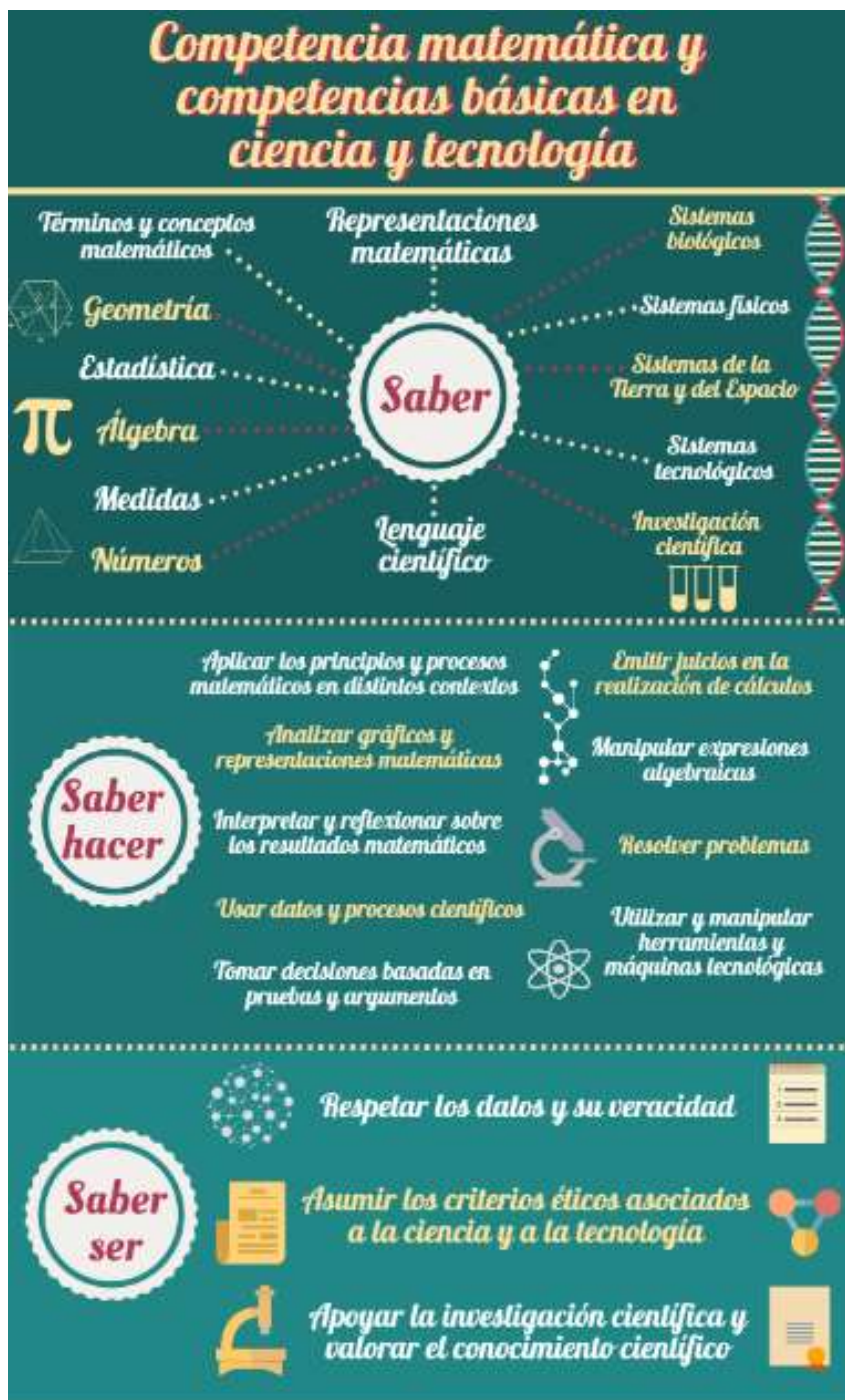 Competencia matemática y
competencias básicas en
ciencia y tecnología
Términos y conceptos
matemáticos
Representaciones
matemáticas
Sistemas
biológicos
Geometría
Sistemas físicos
Estadística
Saber
Sistemas de la
Tierra y del Espacio
π
Álgebra
Sistemas
tecnológicos
Medidas
Lenguaje
científico
Investigación
científica
Números
Aplicar los principios y procesos
matemáticos en distintos contextos
Emitir juicios en la
realización de cálculos
Analizar gráficos y
representaciones matemáticas
Manipular expresiones
algebraicas
Saber
hacer
Interpretar y reflexionar sobre
los resultados matemáticos
Resolver problemas
Usar datos y procesos científicos
Utilizar y manipular
herramientas y
máquinas tecnológicas
Tomar decisiones basadas en
pruebas y argumentos
Respetar los datos y su veracidad
Saber
ser
Asumir los criterios éticos asociados
a la ciencia y a la tecnología
Apoyar la investigación científica y
valorar el conocimiento científico